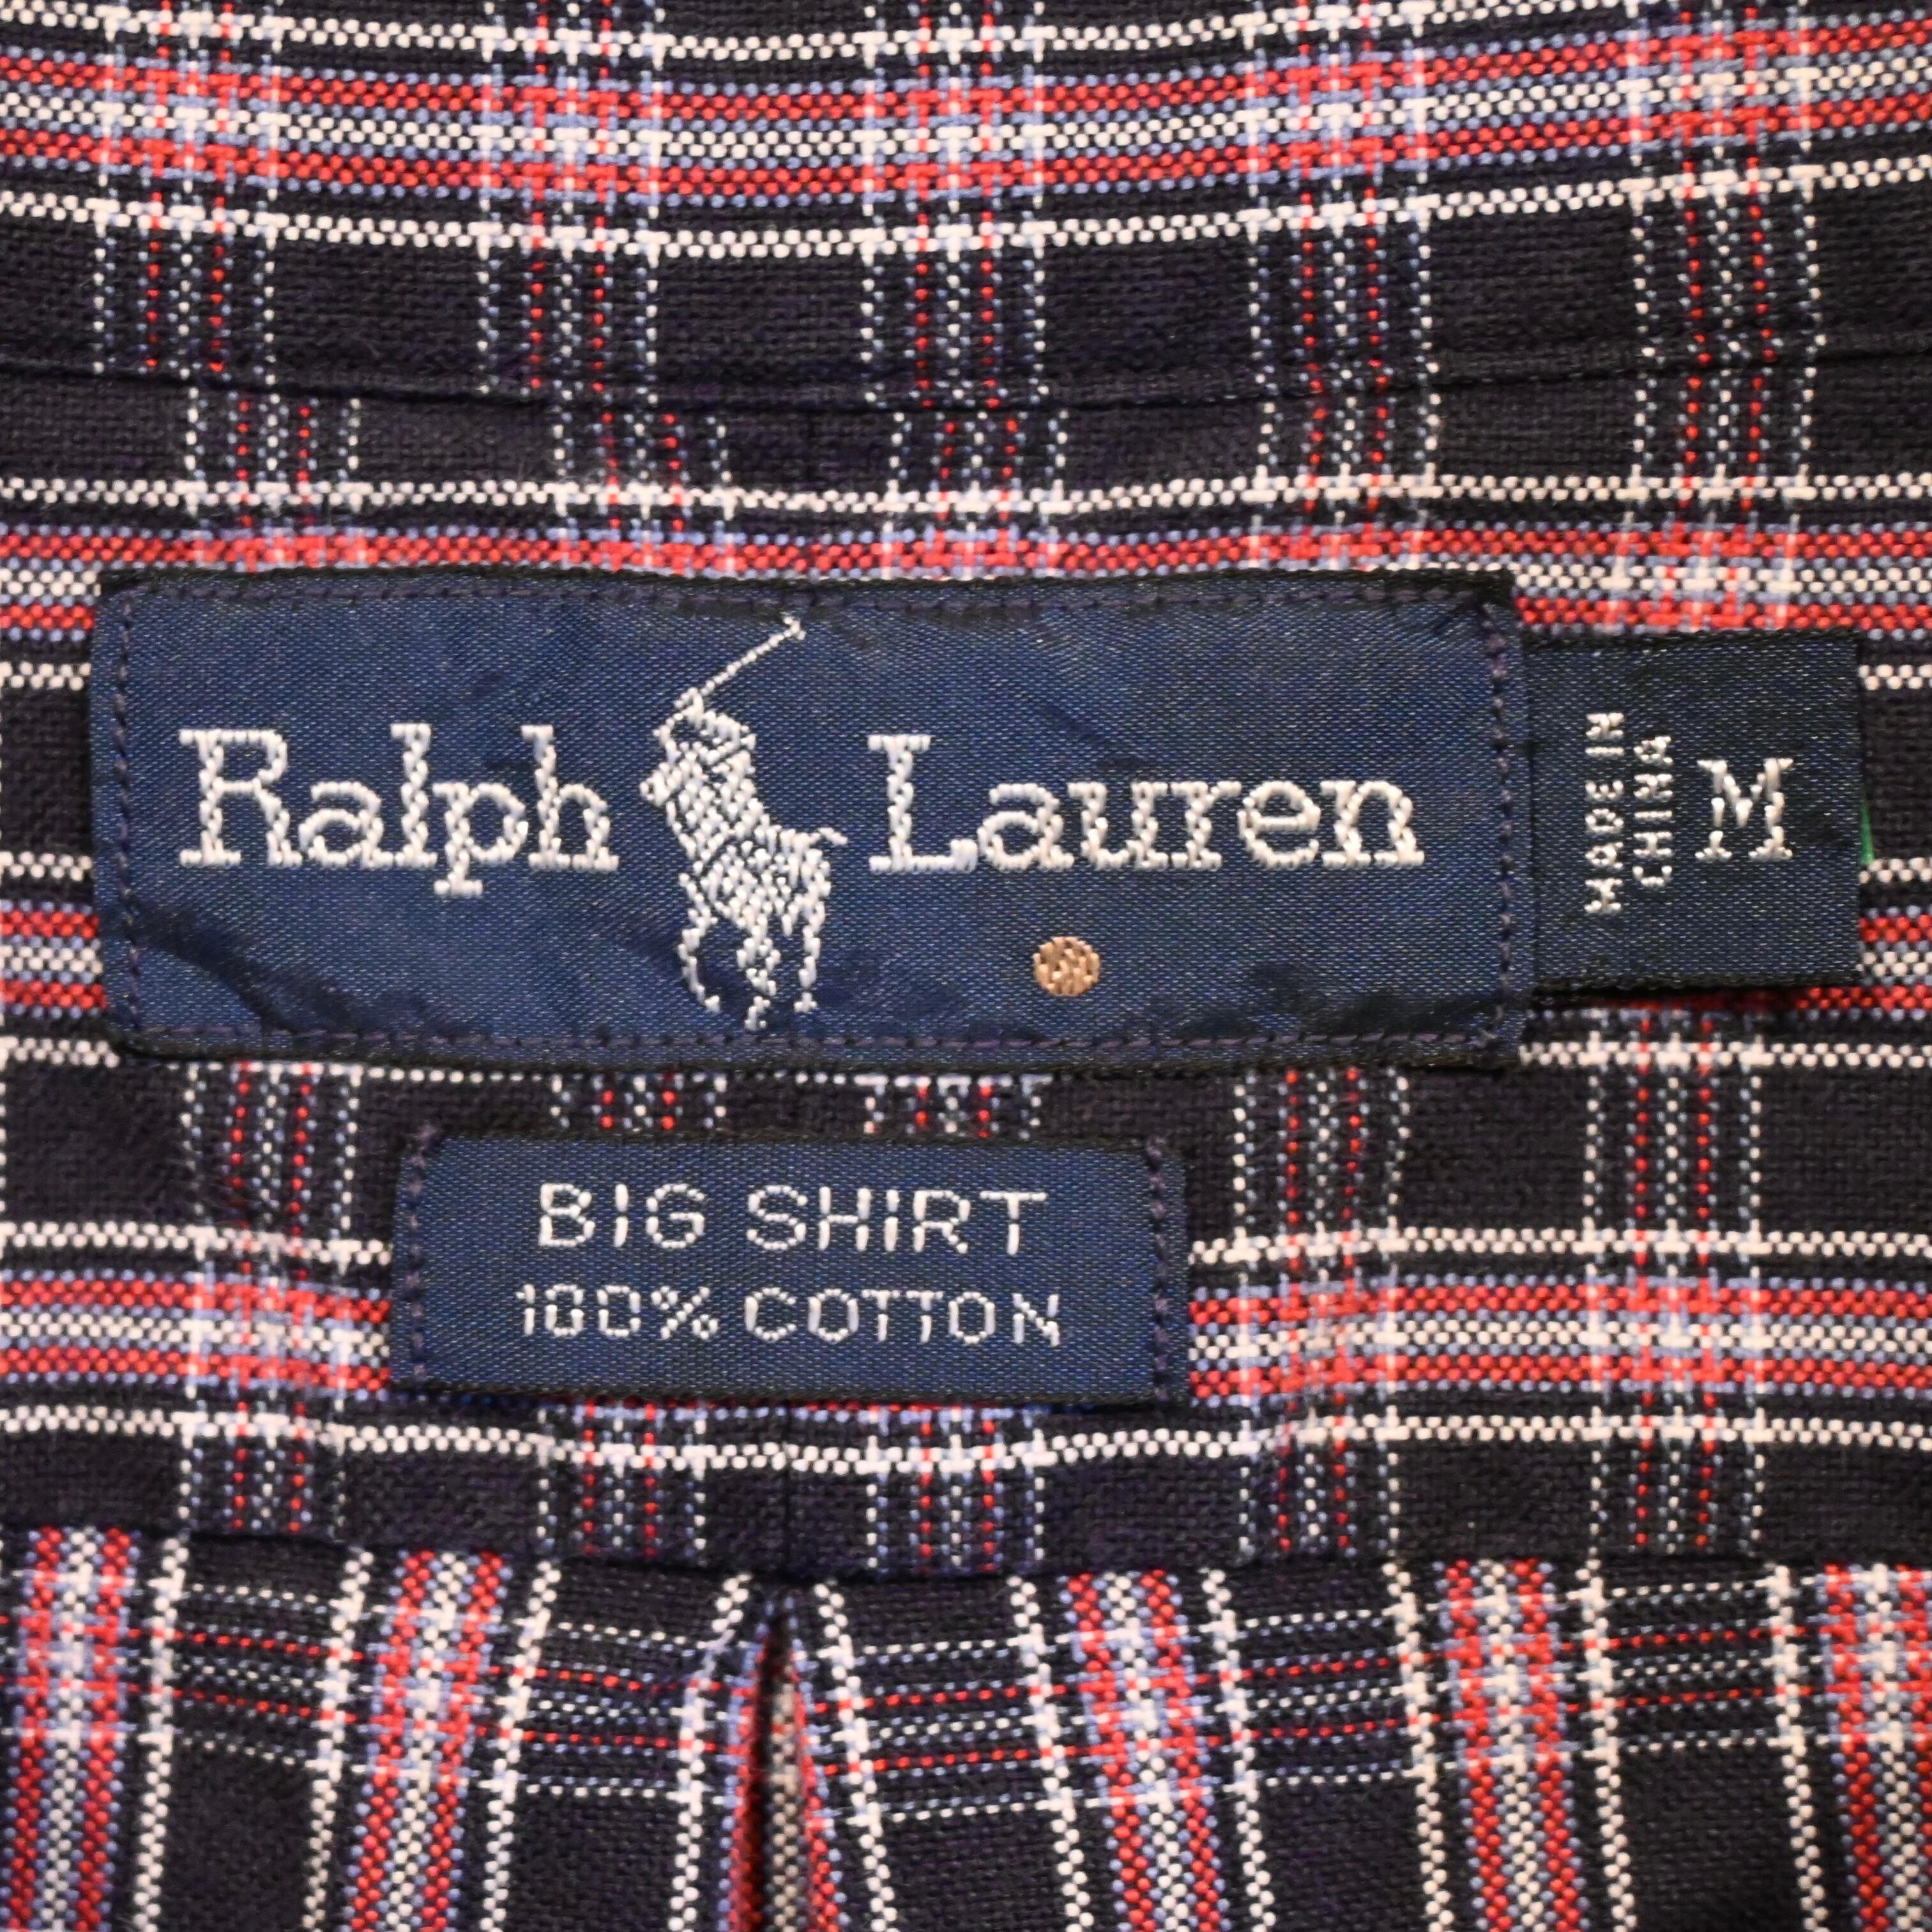 Ralph Lauren
MADE IN
CHINA
M
BIG SHIRT
100% COTTON